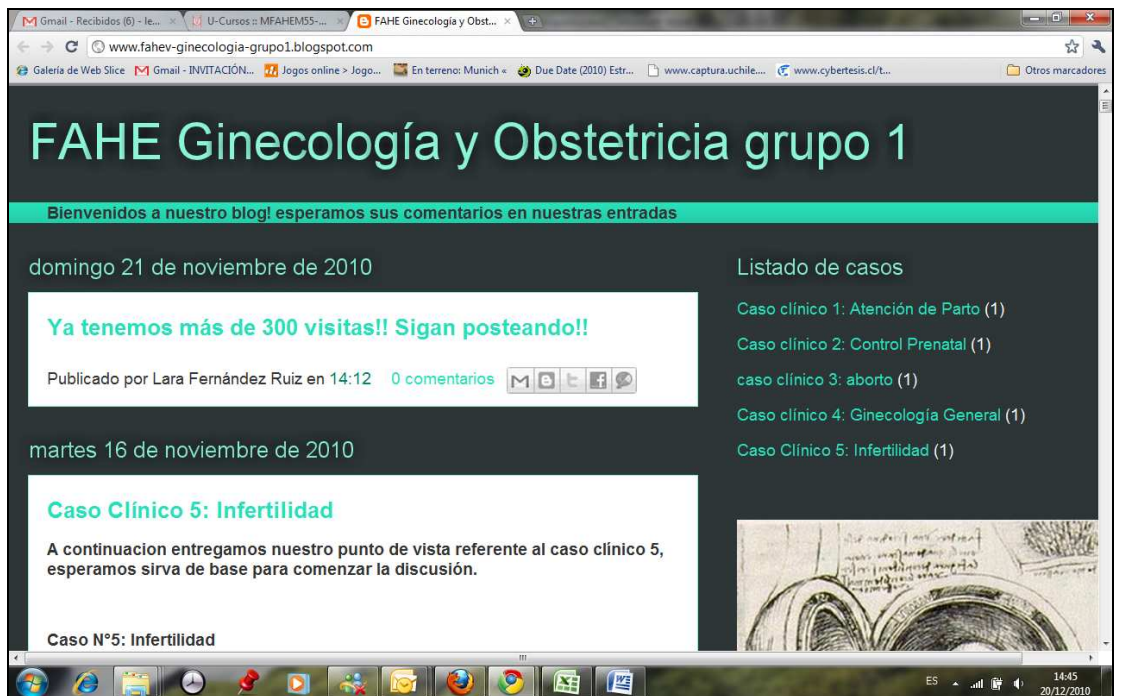 Gmail - Recibidos (6) - le...
U-Cursos :: MFAHEM55-...
FAHE Ginecología y Obst...
www.fahev-ginecologia-grupo1.blogspot.com
Galería de Web Slice
Gmail - INVITACIÓN...
Jogos online > Jogo...
En terreno: Munich «
Due Date (2010) Estr...
www.captura.uchile....
www.cybertesis.cl/t...
Otros marcadores
FAHE Ginecología y Obstetricia grupo 1
Bienvenidos a nuestro blog! esperamos sus comentarios en nuestras entradas
domingo 21 de noviembre de 2010
Ya tenemos más de 300 visitas!! Sigan posteando!!
Publicado por Lara Fernández Ruiz en 14:12 0 comentarios
martes 16 de noviembre de 2010
Caso Clínico 5: Infertilidad
A continuacion entregamos nuestro punto de vista referente al caso clínico 5,
esperamos sirva de base para comenzar la discusión.
Caso N°5: Infertilidad
Listado de casos
Caso clínico 1: Atención de Parto (1)
Caso clínico 2: Control Prenatal (1)
caso clínico 3: aborto (1)
Caso clínico 4: Ginecología General (1)
Caso Clínico 5: Infertilidad (1)
ES
14:45
20/12/2010